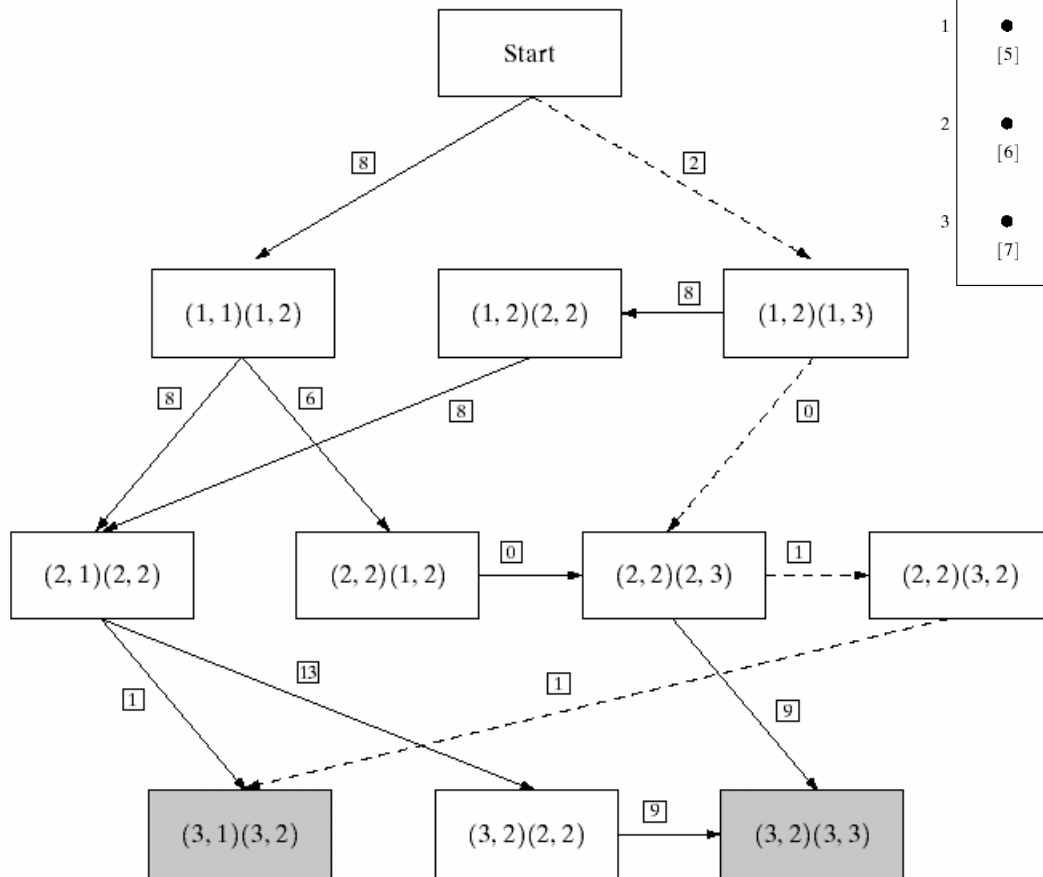 Start
1
[5]
2
[6]
3
[7]
8
2
(1, 1)(1, 2)
(1, 2)(2, 2)
8
(1, 2)(1, 3)
8
6
8
0
(2, 1)(2, 2)
(2, 2)(1, 2)
0
(2, 2)(2, 3)
1
(2, 2)(3, 2)
1
13
1
9
(3, 1)(3, 2)
(3, 2)(2, 2)
9
(3, 2)(3, 3)